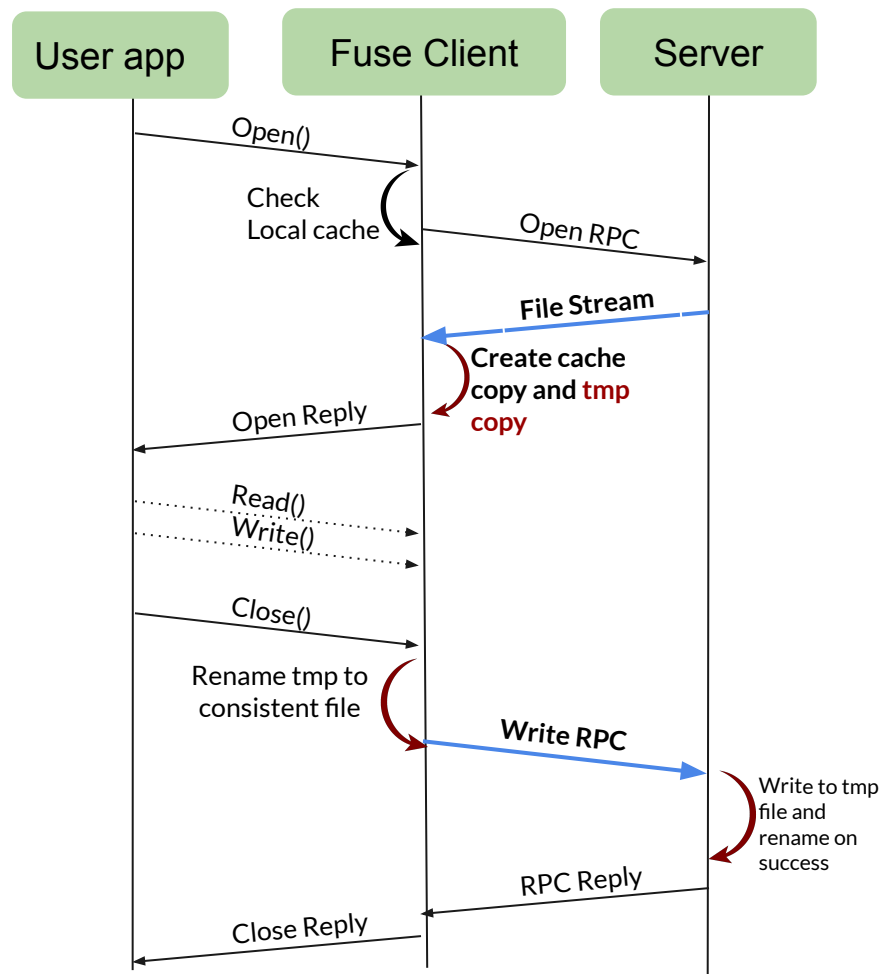 User app
Fuse Client
Server
Open()
Check
Local cache
Open RPC
File Stream
Create cache
copy and tmp
copy
Open Reply
Read()
Write()
Close()
Rename tmp to
consistent file
Write RPC
Write to tmp
file and
rename on
success
RPC Reply
Close Reply